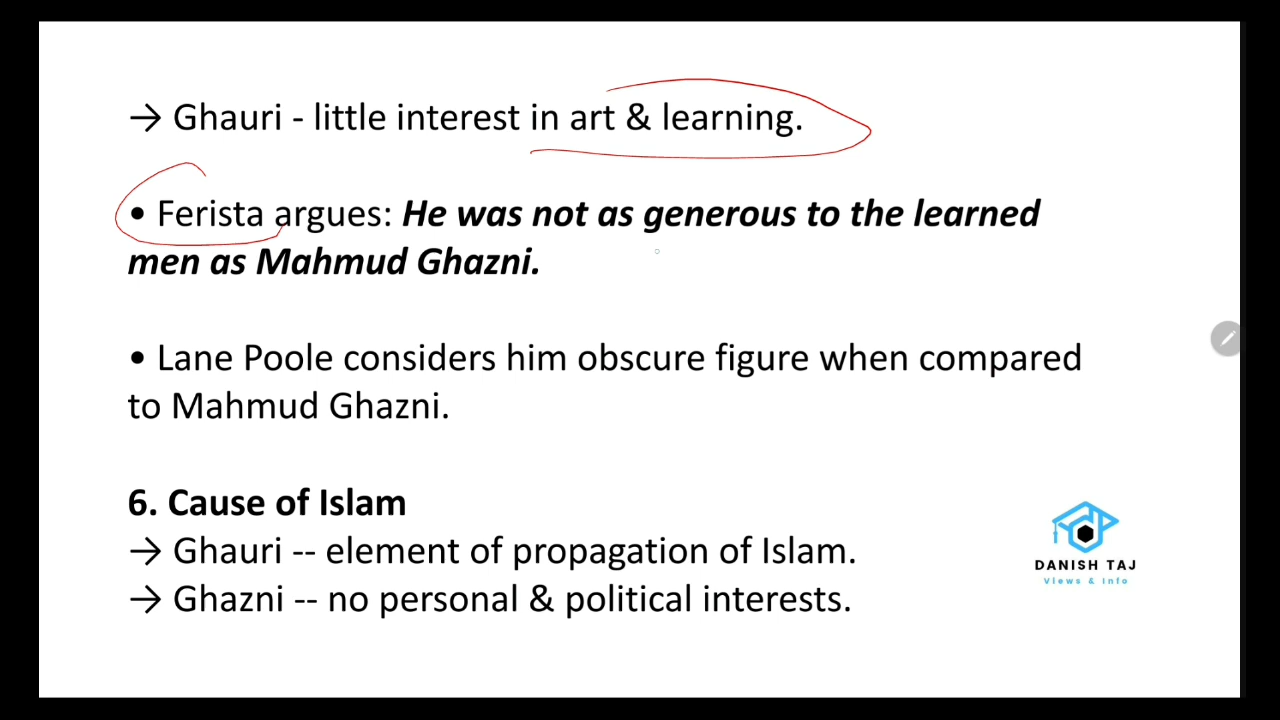 → Ghauri - little interest in art & learning.
• Ferista argues: He was not as generous to the learned
men as Mahmud Ghazni.
• Lane Poole considers him obscure figure when compared
to Mahmud Ghazni.
6. Cause of Islam
→ Ghauri -- element of propagation of Islam.
→ Ghazni -- no personal & political interests.
DANISH TAJ
Views & Info